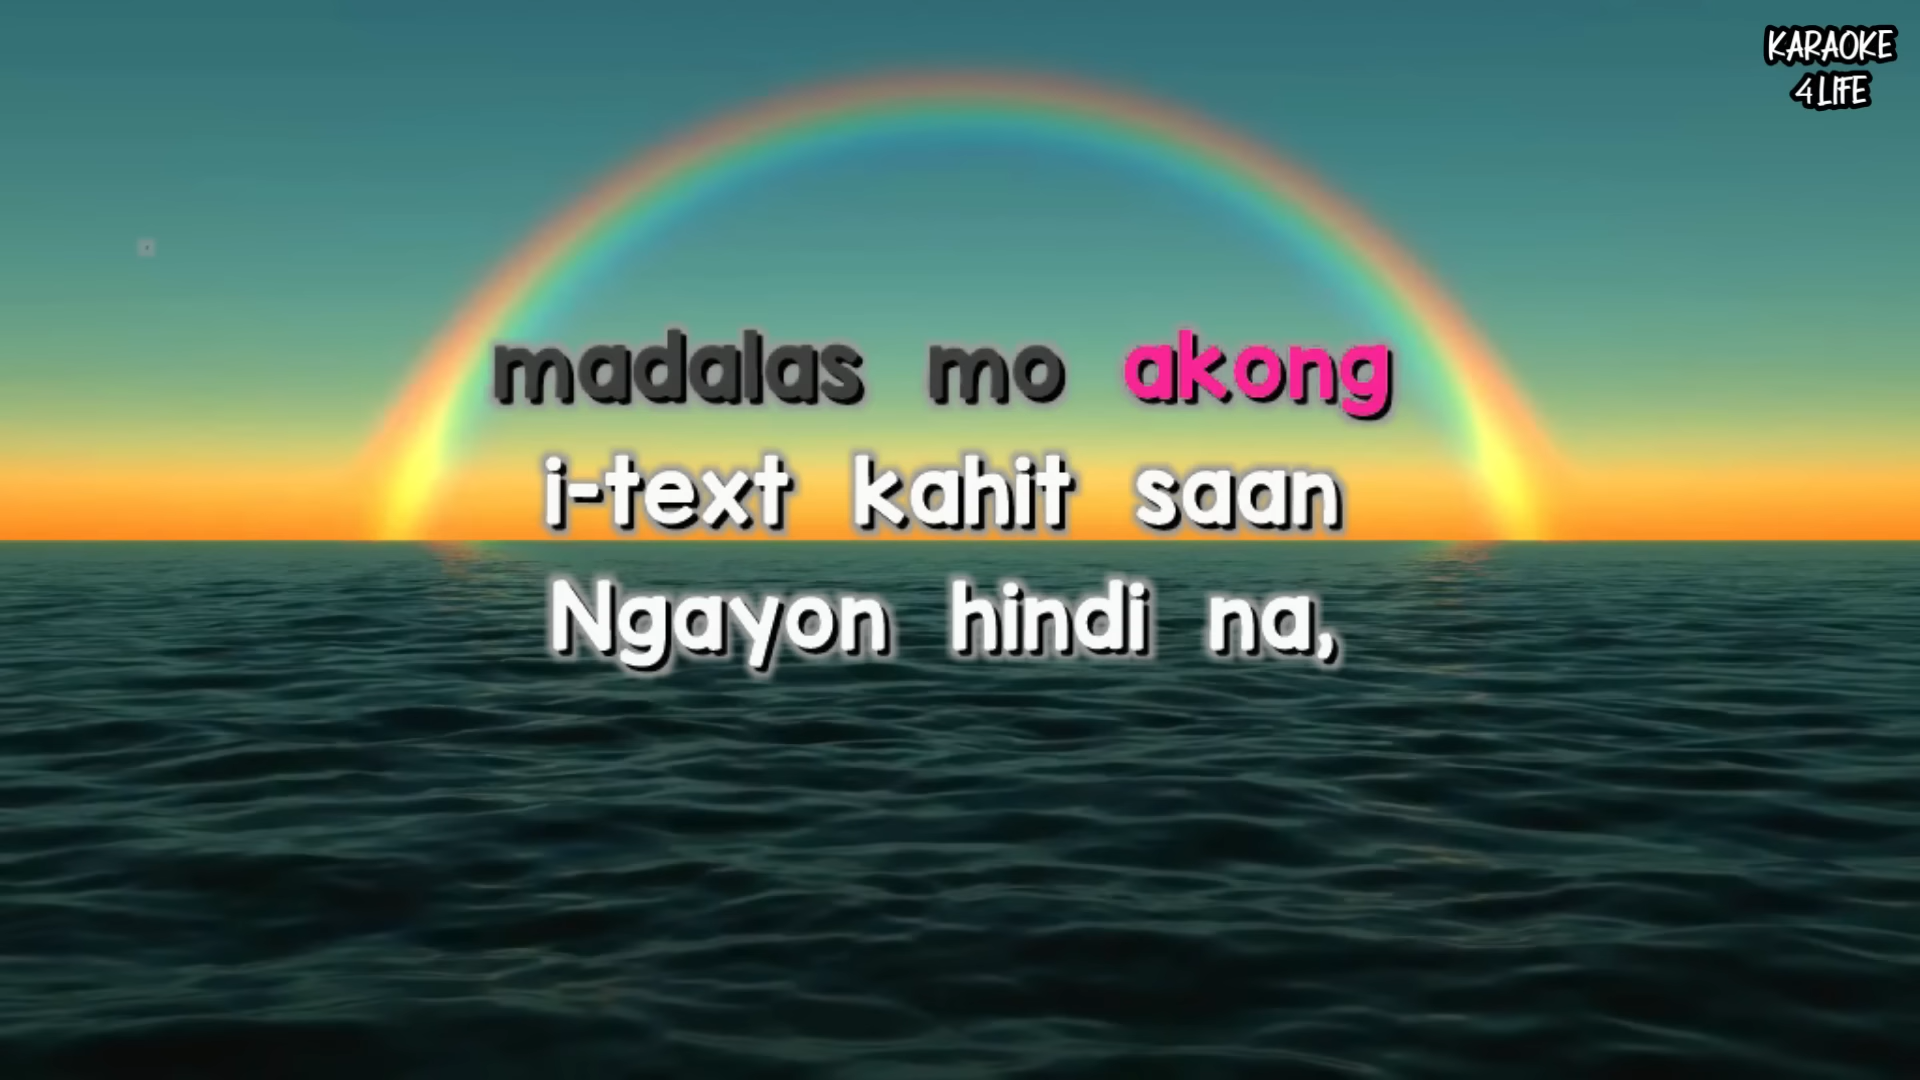 KARAOKE
4 LIFE
madalas mo akong
i-text kahit saan
Ngayon hindi na,